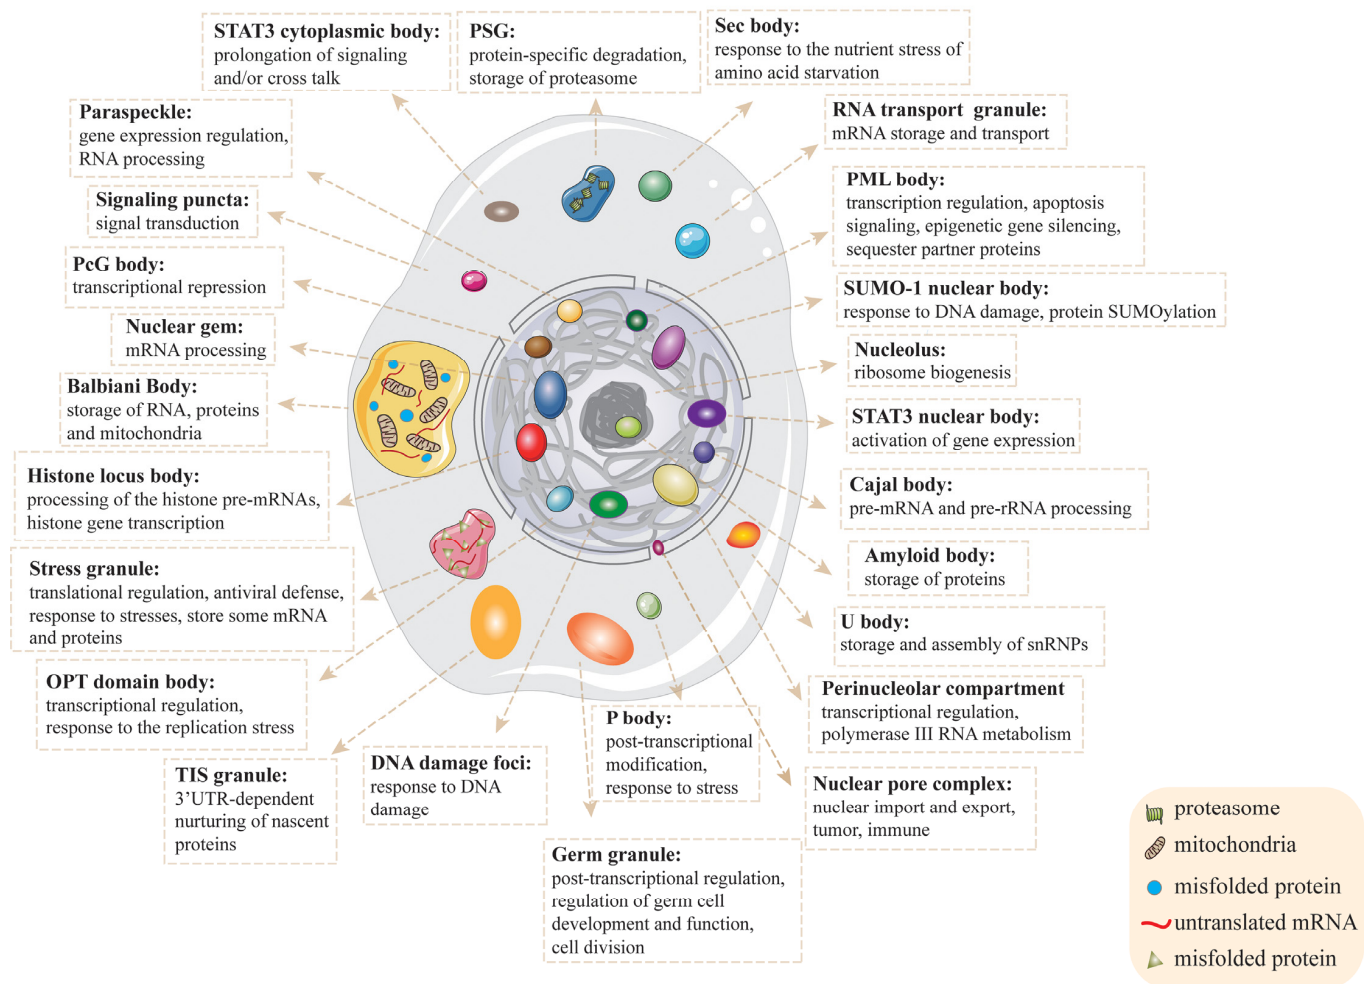 STAT3 cytoplasmic body:
prolongation of signaling
and/or cross talk
PSG:
protein-specific degradation,
storage of proteasome
Sec body:
response to the nutrient stress of
amino acid starvation
Paraspeckle:
gene expression regulation,
RNA processing
RNA transport granule:
mRNA storage and transport
Signaling puncta:
signal transduction
PML body:
transcription regulation, apoptosis
signaling, epigenetic gene silencing,
sequester partner proteins
PcG body:
transcriptional repression
SUMO-1 nuclear body:
response to DNA damage, protein SUMOylation
Nuclear gem:
mRNA processing
Nucleolus:
ribosome biogenesis
Balbiani Body:
storage of RNA, proteins
and mitochondria
STAT3 nuclear body:
activation of gene expression
Histone locus body:
processing of the histone pre-mRNAs,
histone gene transcription
Cajal body:
pre-mRNA and pre-rRNA processing
Stress granule:
translational regulation, antiviral defense,
response to stresses, store some mRNA
and proteins
Amyloid body:
storage of proteins
U body:
storage and assembly of snRNPs
OPT domain body:
transcriptional regulation,
response to the replication stress
Perinucleolar compartment
transcriptional regulation,
polymerase III RNA metabolism
TIS granule:
3’UTR-dependent
nurturing of nascent
proteins
DNA damage foci:
response to DNA
damage
P body:
post-transcriptional
modification,
response to stress
Nuclear pore complex:
nuclear import and export,
tumor, immune
Germ granule:
post-transcriptional regulation,
regulation of germ cell
development and function,
cell division
proteasome
mitochondria
misfolded protein
untranslated mRNA
misfolded protein